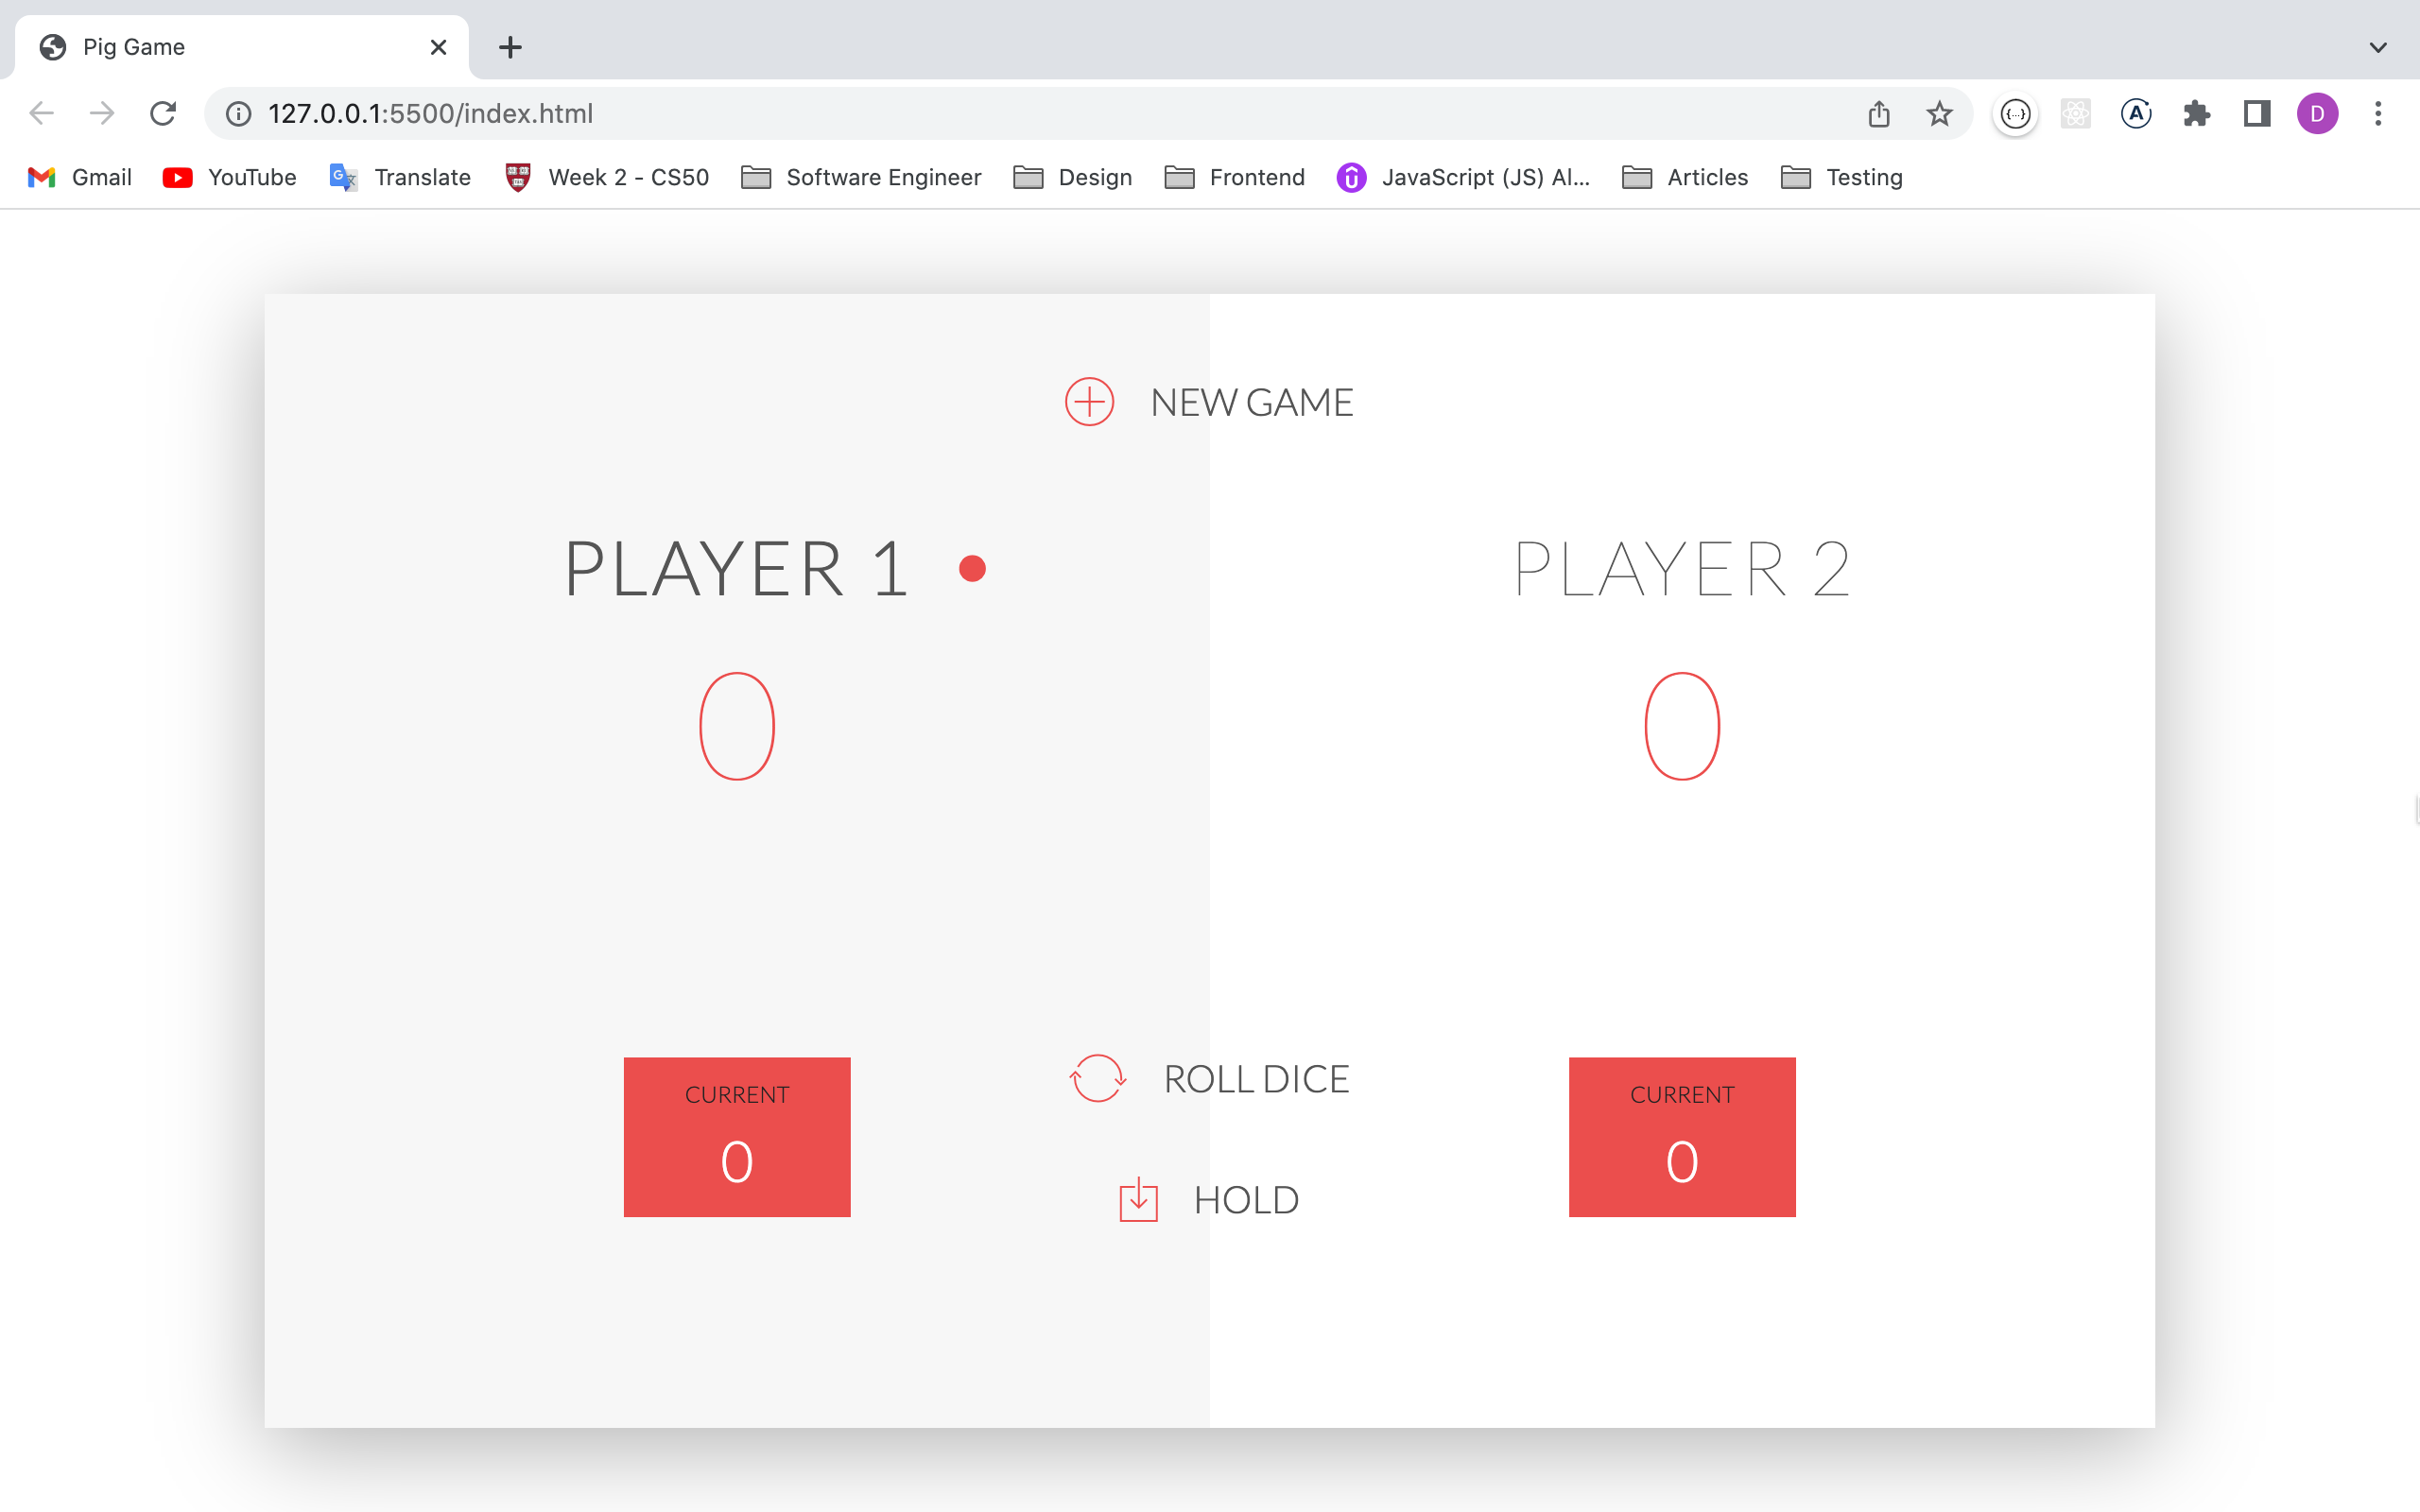 Pig Game
127.0.0.1:5500/index.html
{...} A D
Gmail YouTube Translate Week 2 - CS50 Software Engineer Design Frontend JavaScript (JS) Al... Articles Testing
NEW GAME
PLAYER 1 PLAYER 2
0 0
ROLL DICE
CURRENT CURRENT
0 0
HOLD